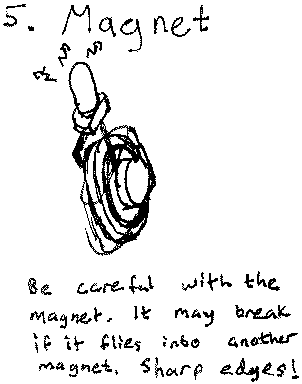 5. Magnet
Be careful with the
magnet. It may break
if it flies into another
magnet. Sharp edges!